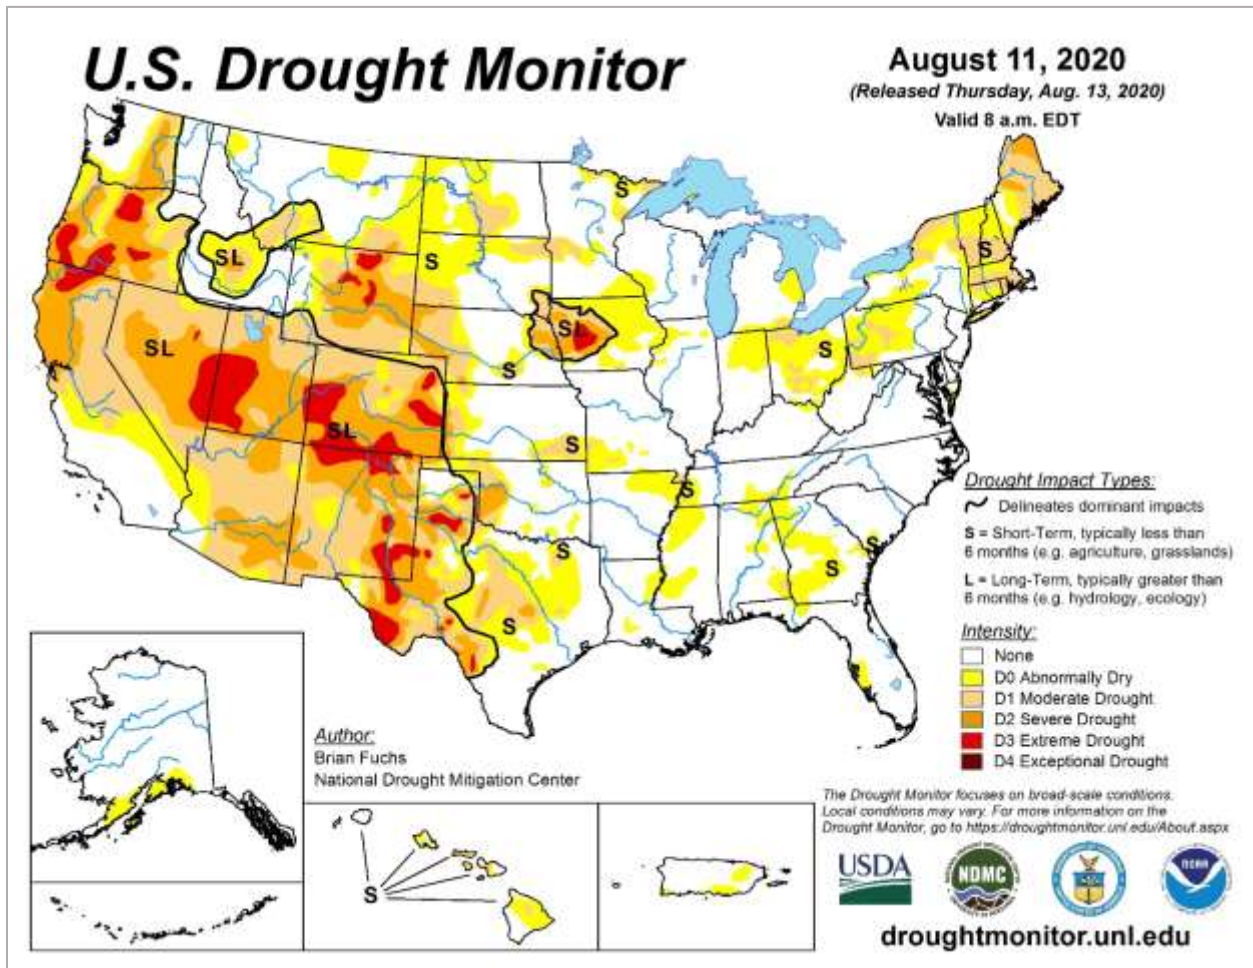 U.S. Drought Monitor
August 11, 2020
(Released Thursday, Aug. 13, 2020)
Valid 8 a.m. EDT
S
SL
S
S
SL
SL
S
S
SL
S
S
S
S
S
S
Drought Impact Types:
Delineates dominant impacts
S = Short-Term, typically less than
6 months (e.g. agriculture, grasslands)
L = Long-Term, typically greater than
6 months (e.g. hydrology, ecology)
Intensity:
None
D0 Abnormally Dry
D1 Moderate Drought
D2 Severe Drought
D3 Extreme Drought
D4 Exceptional Drought
Author:
Brian Fuchs
National Drought Mitigation Center
S
The Drought Monitor focuses on broad-scale conditions.
Local conditions may vary. For more information on the
Drought Monitor, go to https://droughtmonitor.unl.edu/About.aspx
USDA
NDMC
NOAA
droughtmonitor.unl.edu